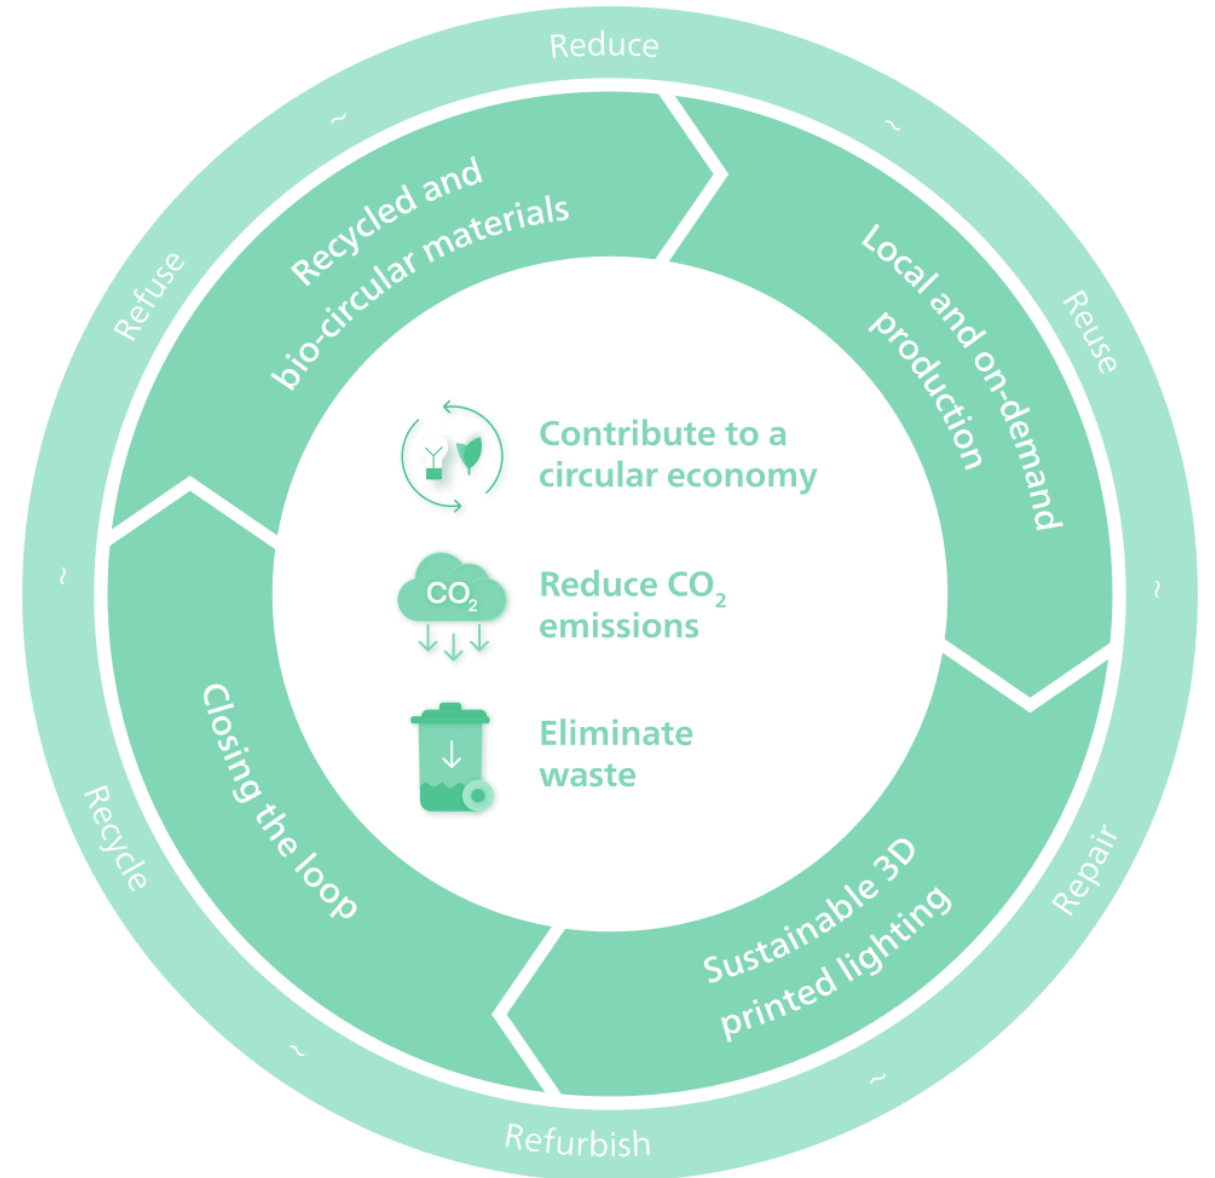 Reduce
~
Reuse
~
Repair
~
Refurbish
~
Recycle
~
Refuse
~
Recycled and
bio-circular materials
Local and on-demand
production
Sustainable 3D
printed lighting
Closing the loop
Contribute to a
circular economy
CO₂
Reduce CO₂
emissions
Eliminate
waste